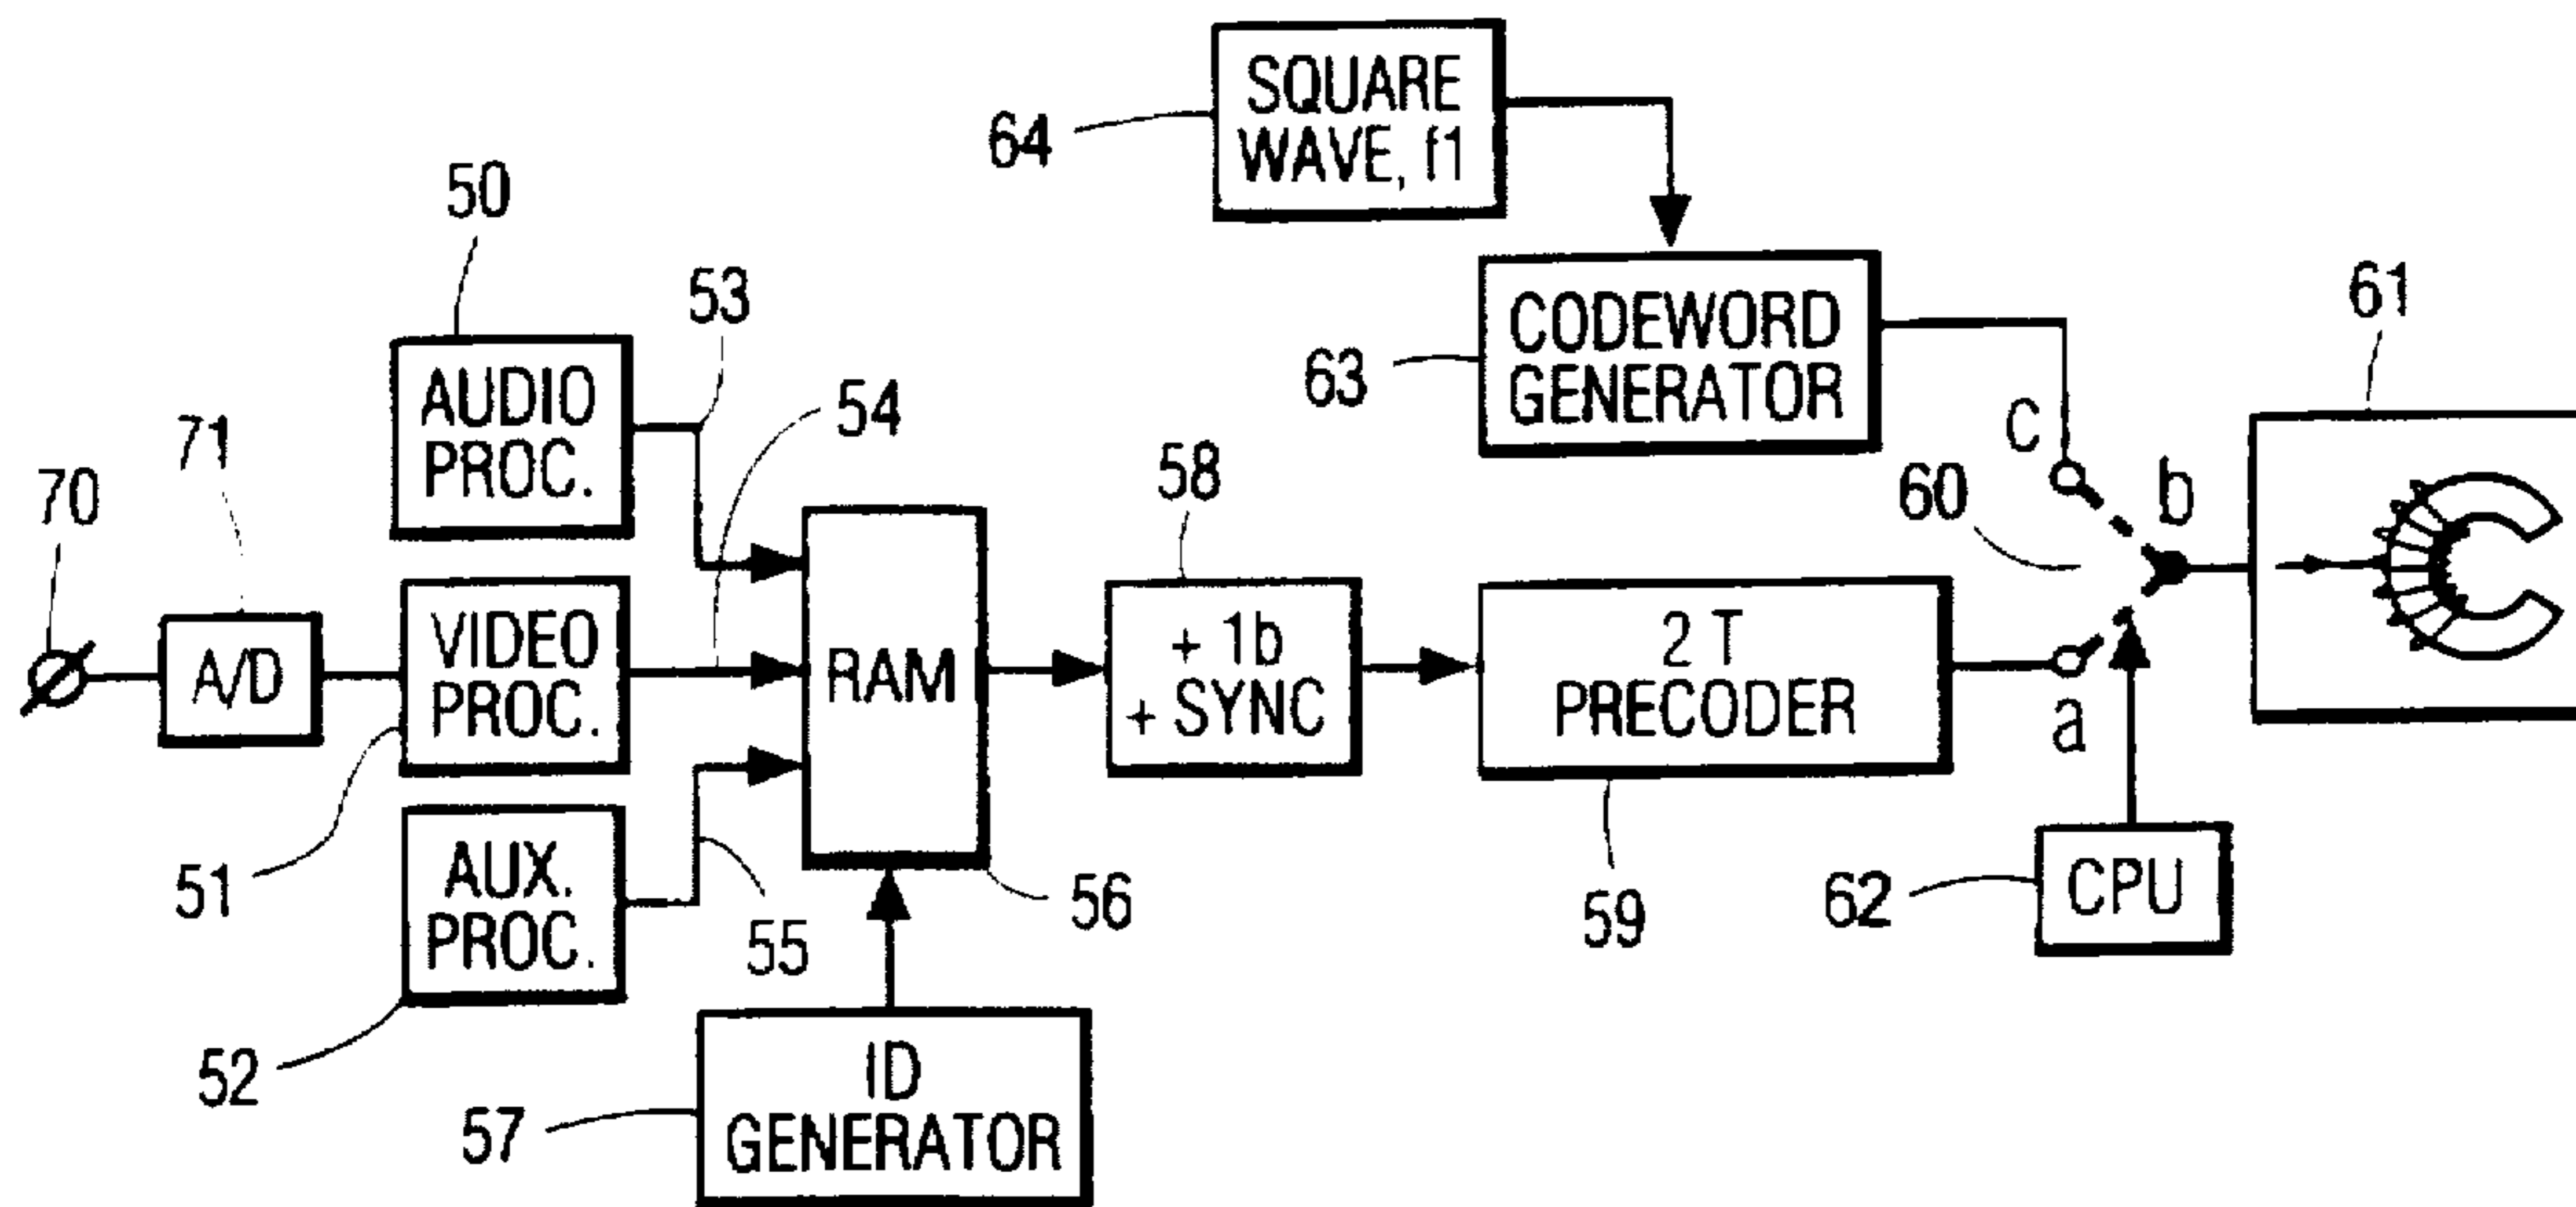 SQUARE
WAVE, f1
64
50
53
CODEWORD
GENERATOR
63
61
AUDIO
PROC.
54
71
70
58
C
60
b
A/D
VIDEO
PROC.
RAM
+ 1b
+ SYNC
2 T
PRECODER
a
51
AUX.
PROC.
55
56
59
62
CPU
52
57
ID
GENERATOR